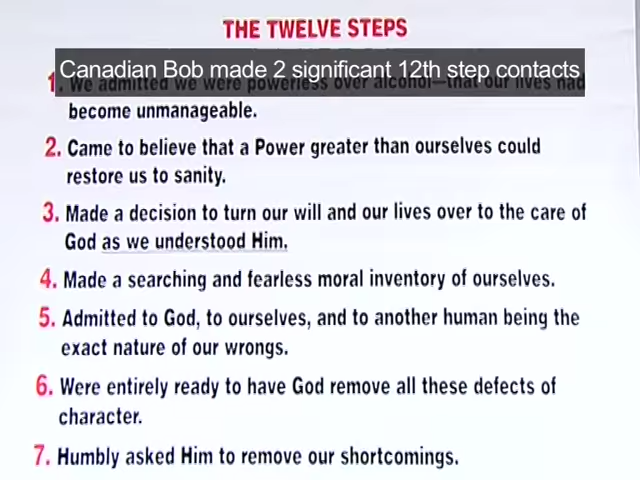 THE TWELVE STEPS
Canadian Bob made 2 significant 12th step contacts
1. We admitted we were powerless over alcohol—that our lives had
become unmanageable.
2. Came to believe that a Power greater than ourselves could
restore us to sanity.
3. Made a decision to turn our will and our lives over to the care of
God as we understood Him.
4. Made a searching and fearless moral inventory of ourselves.
5. Admitted to God, to ourselves, and to another human being the
exact nature of our wrongs.
6. Were entirely ready to have God remove all these defects of
character.
7. Humbly asked Him to remove our shortcomings.